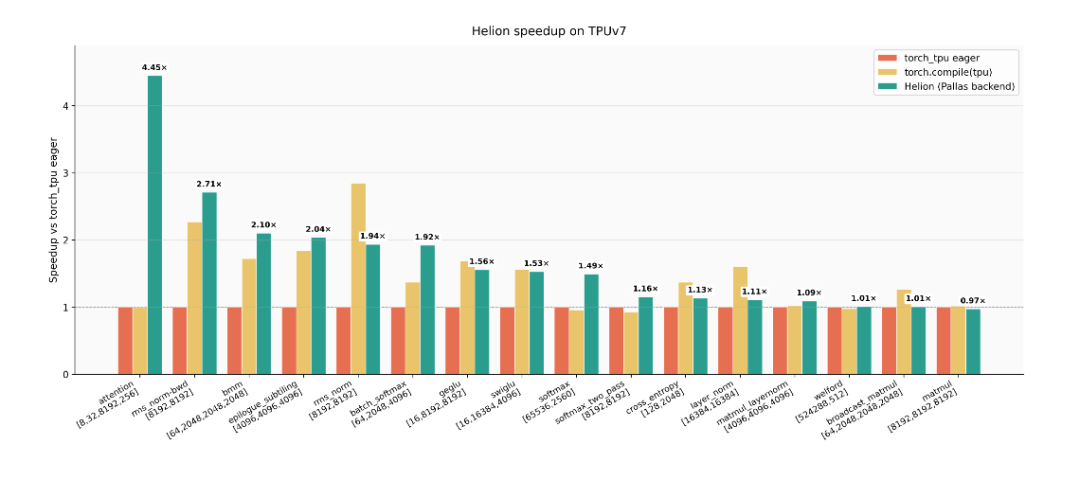 Helion speedup on TPUv7
torch_tpu eager
torch.compile(tpu)
Helion (Pallas backend)
Speedup vs torch_tpu eager
4
3
2
1
0
4.45×
2.71×
2.10×
2.04×
1.94×
1.92×
1.56×
1.53×
1.49×
1.16×
1.13×
1.11×
1.09×
1.01×
1.01×
0.97×
attention
[8,32,8192,256]
rms_norm-bwd
[8192,8192]
bmm
[64,2048,2048,2048]
epilogue_subtiling
[4096,4096,4096]
rms_norm
[8192,8192]
batch_softmax
[64,2048,4096]
geglu
[16,8192,8192]
swiglu
[16,16384,4096]
softmax
[65536,2560]
softmax_two_pass
[8192,8192]
cross_entropy
[128,2048]
layer_norm
[16384,16384]
matmul_layernorm
[4096,4096,4096]
welford
[524288,512]
broadcast_matmul
[64,2048,2048,2048]
matmul
[8192,8192,8192]